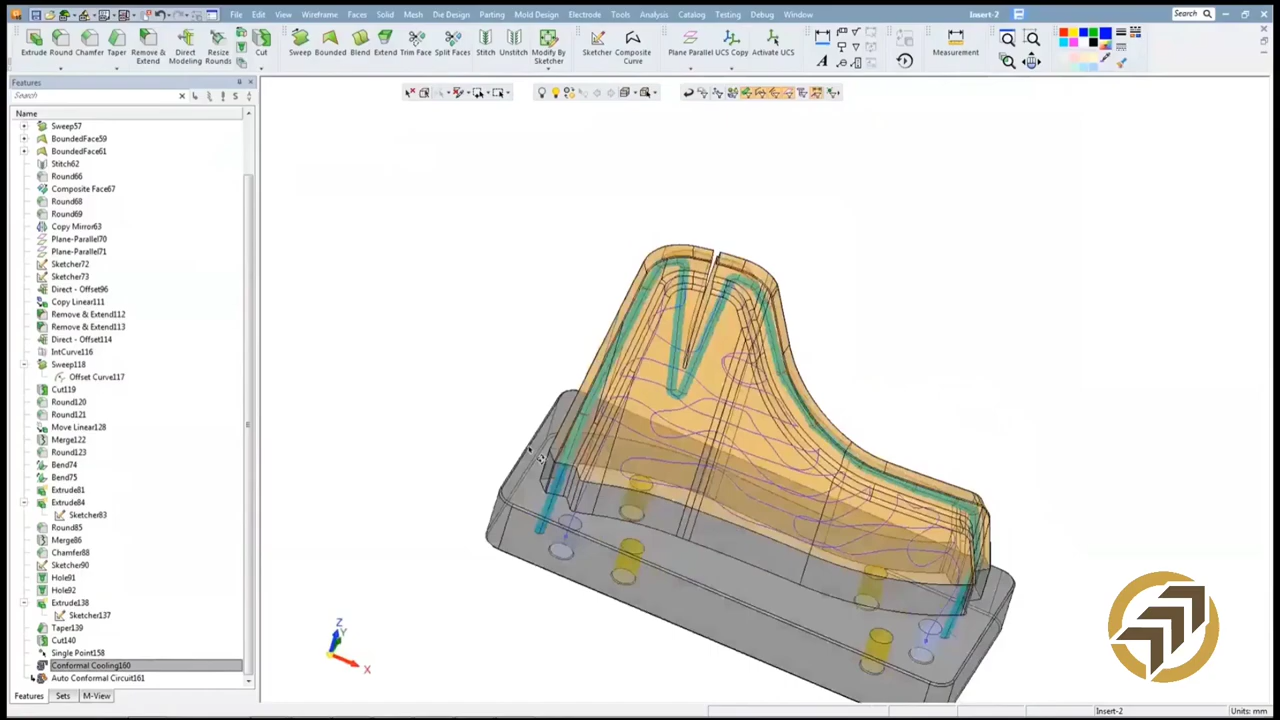 File Edit View Wireframe Faces Solid Mesh Die Design Parting Mold Design Electrode Tools Analysis Catalog Testing Debug Window Insert-2 Search
Extrude Round Chamfer Taper Remove & Extend Direct Modeling Resize Rounds Cut Sweep Bounded Blend Extend Trim Face Split Faces Stitch Unstitch Modify by Sketcher Sketcher Composite Curve Plane Parallel UCS Copy Activate UCS Measurement
Features
Search
Name
Sweep57
BoundedFace59
BoundedFace61
Stitch62
Round66
Composite Face67
Round68
Round69
Copy Mirror63
Plane-Parallel70
Plane-Parallel71
Sketcher72
Sketcher73
Direct - Offset96
Copy Linear111
Remove & Extend112
Remove & Extend113
Direct - Offset114
IntCurve116
Sweep118
Offset Curve117
Cut119
Round120
Round121
Move Linear128
Merge122
Round123
Bend74
Bend75
Extrude81
Extrude84
Sketcher83
Round85
Merge86
Chamfer88
Sketcher90
Hole91
Hole92
Extrude138
Sketcher137
Taper139
Cut140
Single Point158
Conformal Cooling160
Auto Conformal Circuit161
Features Sets M-View
Z
Y
X
Insert-2 Units: mm